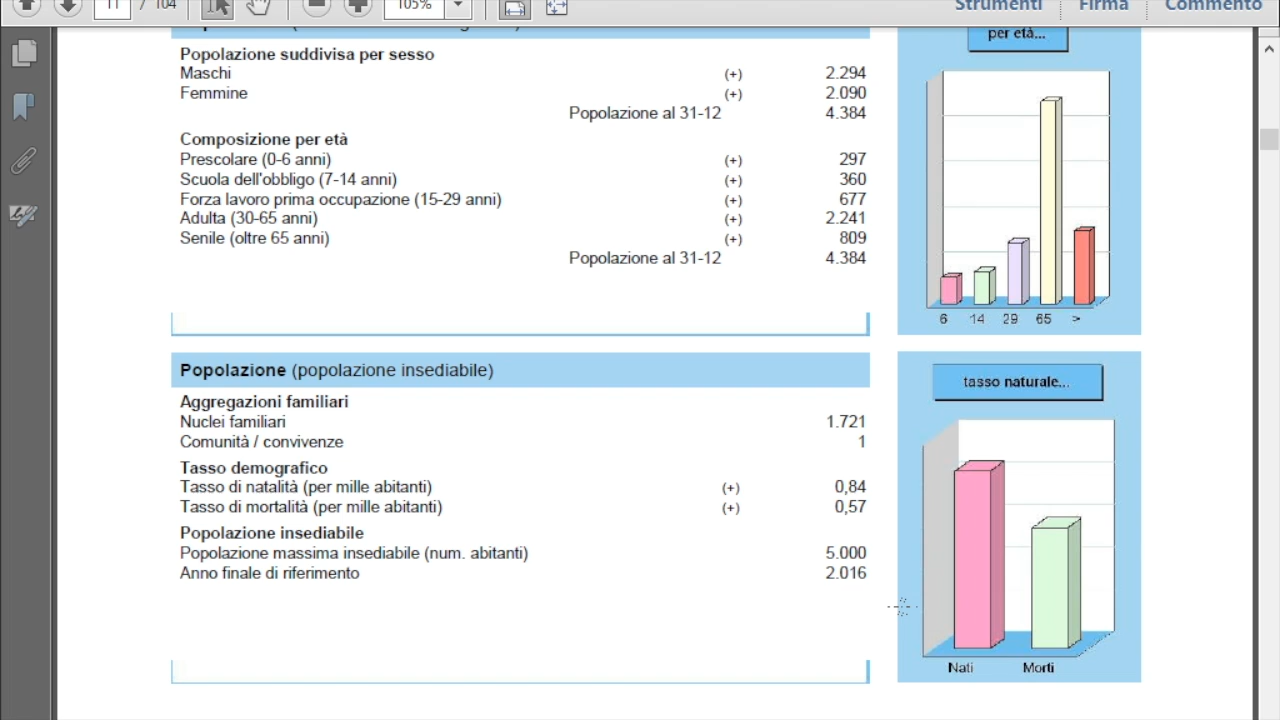 11 / 104
105%
Strumenti
Firma
Commento
Popolazione suddivisa per sesso
Maschi (+) 2.294
Femmine (+) 2.090
Popolazione al 31-12 4.384
Composizione per età
Prescolare (0-6 anni) (+) 297
Scuola dell'obbligo (7-14 anni) (+) 360
Forza lavoro prima occupazione (15-29 anni) (+) 677
Adulta (30-65 anni) (+) 2.241
Senile (oltre 65 anni) (+) 809
Popolazione al 31-12 4.384
per età...
6 14 29 65 >
Popolazione (popolazione insediabile)
Aggregazioni familiari
Nuclei familiari 1.721
Comunità / convivenze 1
Tasso demografico
Tasso di natalità (per mille abitanti) (+) 0,84
Tasso di mortalità (per mille abitanti) (+) 0,57
Popolazione insediabile
Popolazione massima insediabile (num. abitanti) 5.000
Anno finale di riferimento 2.016
tasso naturale...
Nati Morti